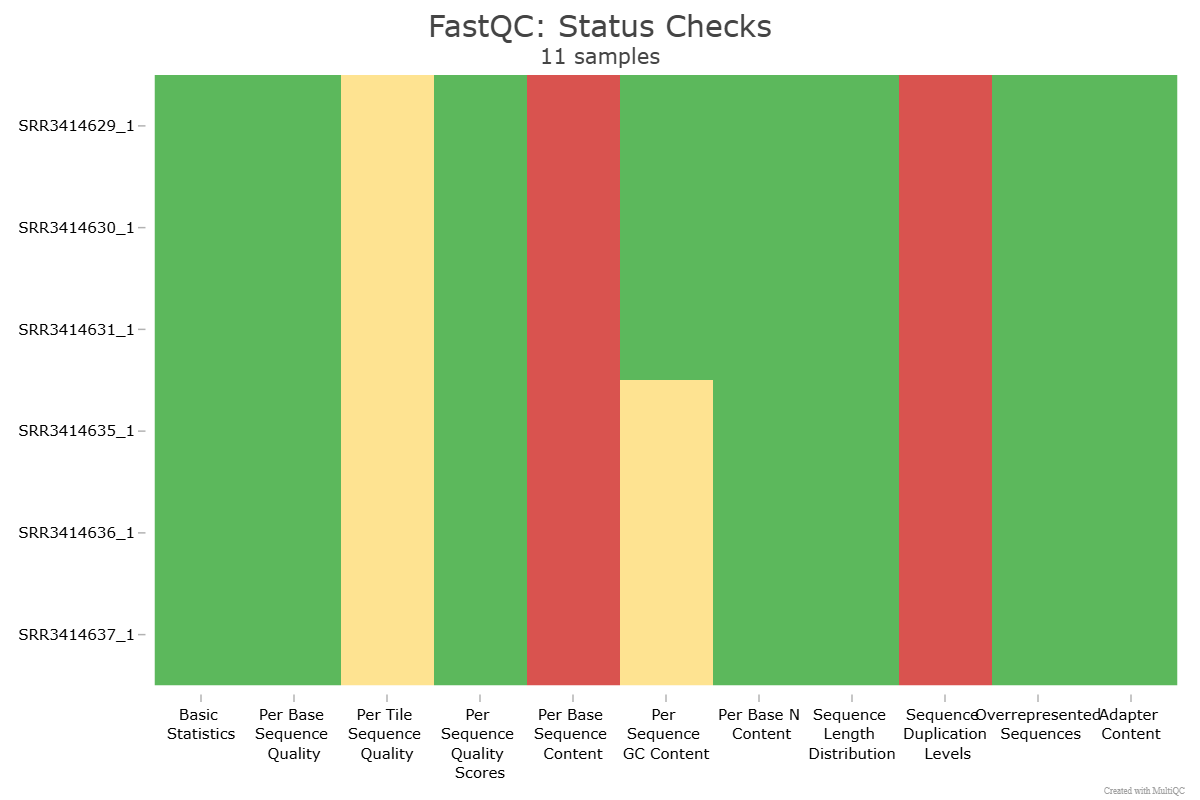 FastQC: Status Checks
11 samples
SRR3414629_1
SRR3414630_1
SRR3414631_1
SRR3414635_1
SRR3414636_1
SRR3414637_1
Basic
Statistics
Per Base
Sequence
Quality
Per Tile
Sequence
Quality
Per
Sequence
Quality
Scores
Per Base
Sequence
Content
Per
Sequence
GC Content
Per Base N
Content
Sequence
Length
Distribution
Sequence
Duplication
Levels
Overrepresented
Sequences
Adapter
Content
Created with MultiQC